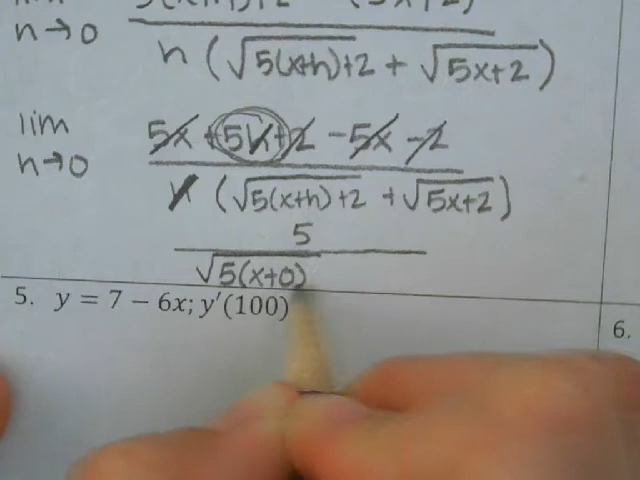 lim
h→0
h (√5(x+h)+2 + √5x+2)
lim 5x + 5h + 2 - 5x - 2
h→0 h (√5(x+h)+2 + √5x+2)
5
√5(x+0)
5. y = 7 − 6x; y′(100)
6.